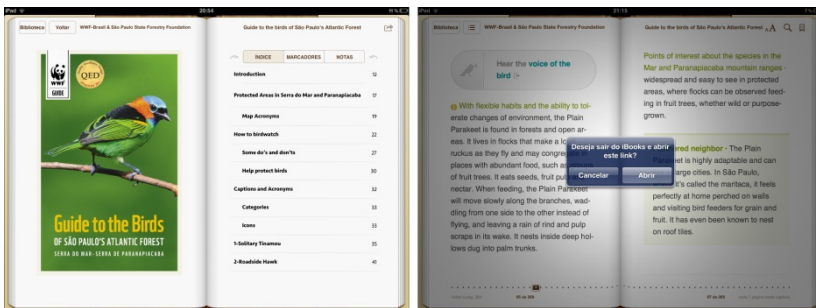 iPad
20:54
Biblioteca
Voltar
WWF-Brasil & São Paulo State Forestry Foundation
Guide to the birds of São Paulo's Atlantic Forest
WWF
GUIDE
QED
Guide to the Birds
OF SÃO PAULO'S ATLANTIC FOREST
SERRA DO MAR-SERRA DE PARANAPIACABA
ÍNDICE
MARCADORES
NOTAS
Introduction 12
Protected Areas in Serra do Mar and Paranapiacaba 17
Map Acronyms 19
How to birdwatch 22
Some do's and don'ts 27
Help protect birds 30
Captions and Acronyms 32
Categories 33
Icons 33
1-Solitary Tinamou 35
2-Roadside Hawk 41
iPad
21:15
Biblioteca
WWF-Brasil & São Paulo State Forestry Foundation
Guide to the birds of São Paulo's Atlantic Forest
AA
Hear the voice of the
bird
With flexible habits and the ability to tol-
erate changes of environment, the Plain
Parakeet is found in forests and open ar-
eas. It lives in flocks that make a
ruckus as they fly and may
places with abundant food, such
of fruit trees. It eats seeds, fruit
nectar. When feeding, the Plain Parakeet
will move slowly along the branches, wad-
dling from one side to the other instead of
flying, and leaving a rain of rind and pulp
scraps in its wake. It nests inside deep hol-
lows dug into palm trunks.
Points of interest about the species in the
Mar and Paranapiacaba mountain ranges -
widespread and easy to see in protected
areas, where flocks can be observed feed-
ing in fruit trees, whether wild or purpose-
grown.
neighbor - The Plain
Parakeet is highly adaptable and can
large cities. In São Paulo,
it's called the maritaca, it feels
perfectly at home perched on walls
and visiting bird feeders for grain and
fruit. It has even been known to nest
on roof tiles.
Deseja sair do iBooks e abrir
este link?
Cancelar
Abrir